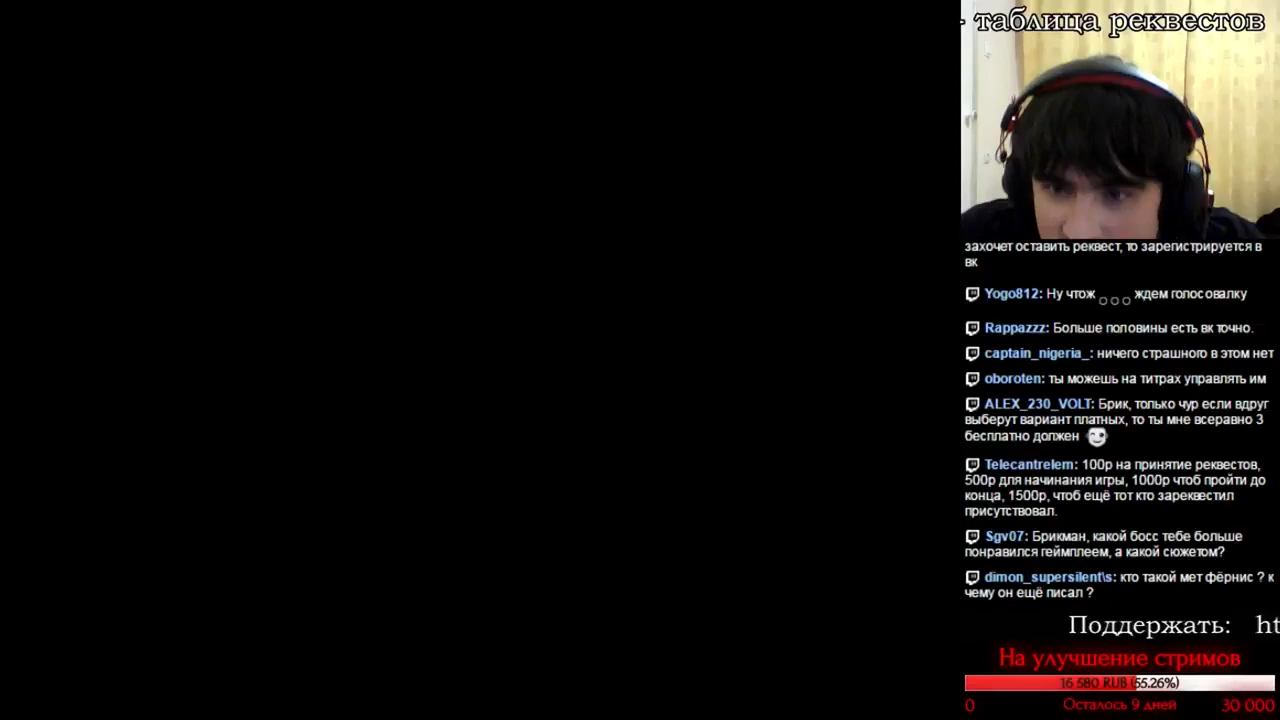 - таблица реквестов
захочет оставить реквест, то зарегистрируется в
вк
Yogo812: Ну чтож ждем голосовалку
Rappazzz: Больше половины есть вк точно.
captain_nigeria_: ничего страшного в этом нет
oboroten: ты можешь на титрах управлять им
ALEX_230_VOLT: Брик, только чур если вдруг
выберут вариант платных, то ты мне всеравно 3
бесплатно должен
Telecantrelem: 100р на принятие реквестов,
500р для начинания игры, 1000р чтоб пройти до
конца, 1500р, чтоб ещё тот кто зареквестил
присутствовал.
Sgv07: Брикман, какой босс тебе больше
понравился геймплеем, а какой сюжетом?
dimon_supersilent\s: кто такой мет фёрнис ? к
чему он ещё писал ?
Поддержать: ht
На улучшение стримов
16 580 RUB (55.26%)
0 Осталось 9 дней 30 000